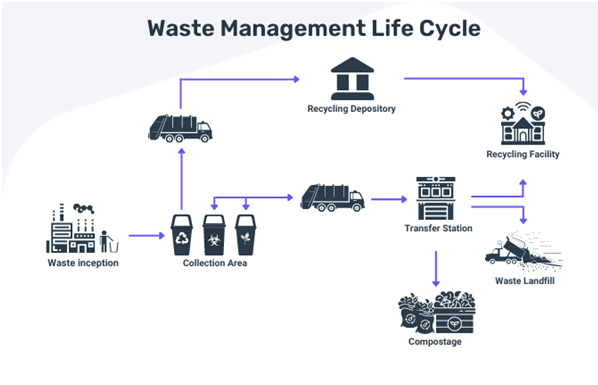 Waste Management Life Cycle
Recycling Depository
Recycling Facility
Waste inception
Collection Area
Transfer Station
Waste Landfill
Compostage